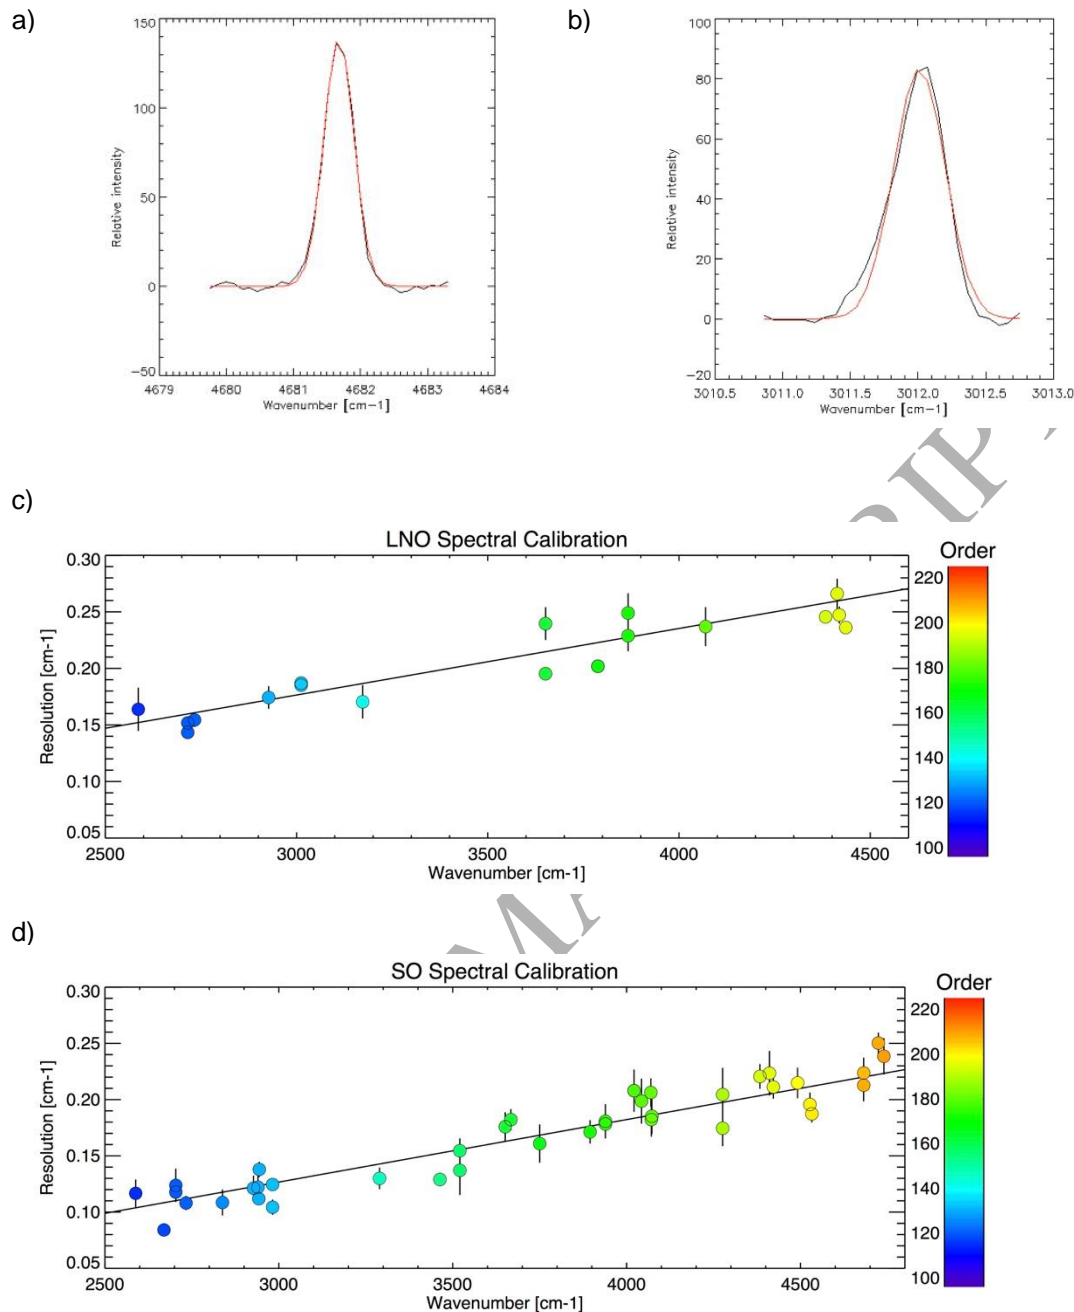 a)
b)
150
100
50
0
−50
Relative intensity
4679 4680 4681 4682 4683 4684
Wavenumber [cm−1]
100
80
60
40
20
0
−20
Relative intensity
3010.5 3011.0 3011.5 3012.0 3012.5 3013.0
Wavenumber [cm−1]
c)
LNO Spectral Calibration
0.30
0.25
0.20
0.15
0.10
0.05
Resolution [cm-1]
2500 3000 3500 4000 4500
Wavenumber [cm-1]
Order
220
200
180
160
140
120
100
d)
SO Spectral Calibration
0.30
0.25
0.20
0.15
0.10
0.05
Resolution [cm-1]
2500 3000 3500 4000 4500
Wavenumber [cm-1]
Order
220
200
180
160
140
120
100